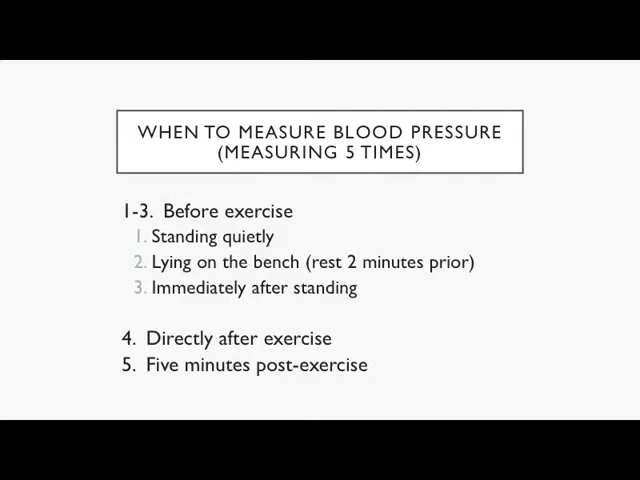 WHEN TO MEASURE BLOOD PRESSURE
(MEASURING 5 TIMES)
1-3. Before exercise
1. Standing quietly
2. Lying on the bench (rest 2 minutes prior)
3. Immediately after standing
4. Directly after exercise
5. Five minutes post-exercise